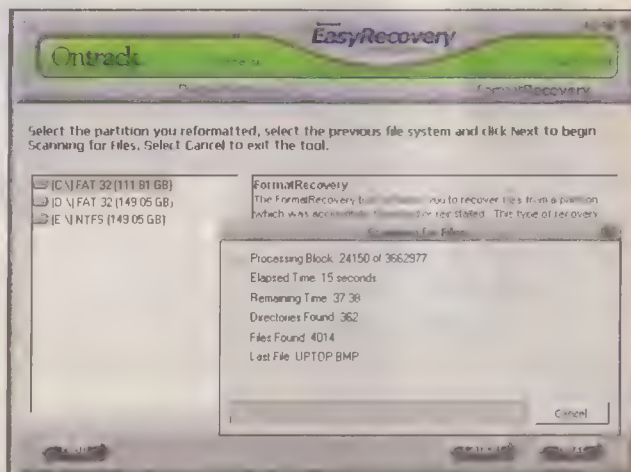 EasyRecovery
Ontrack
FormatRecovery
Select the partition you reformatted, select the previous file system and click Next to begin
Scanning for Files. Select Cancel to exit the tool.
(C:\) FAT 32 (111 81 GB)
(D \) FAT 32 (149 05 GB)
(E \) NTFS (149 05 GB)
FormatRecovery
The FormatRecovery you to recover files from a partition
which was or reinstalled. This type of recovery
Scanning for Files
Processing Block 24150 of 3662977
Elapsed Time 15 seconds
Remaining Time 37 38
Directories Found 362
Files Found 4014
Last File UPTOP BMP
Cancel